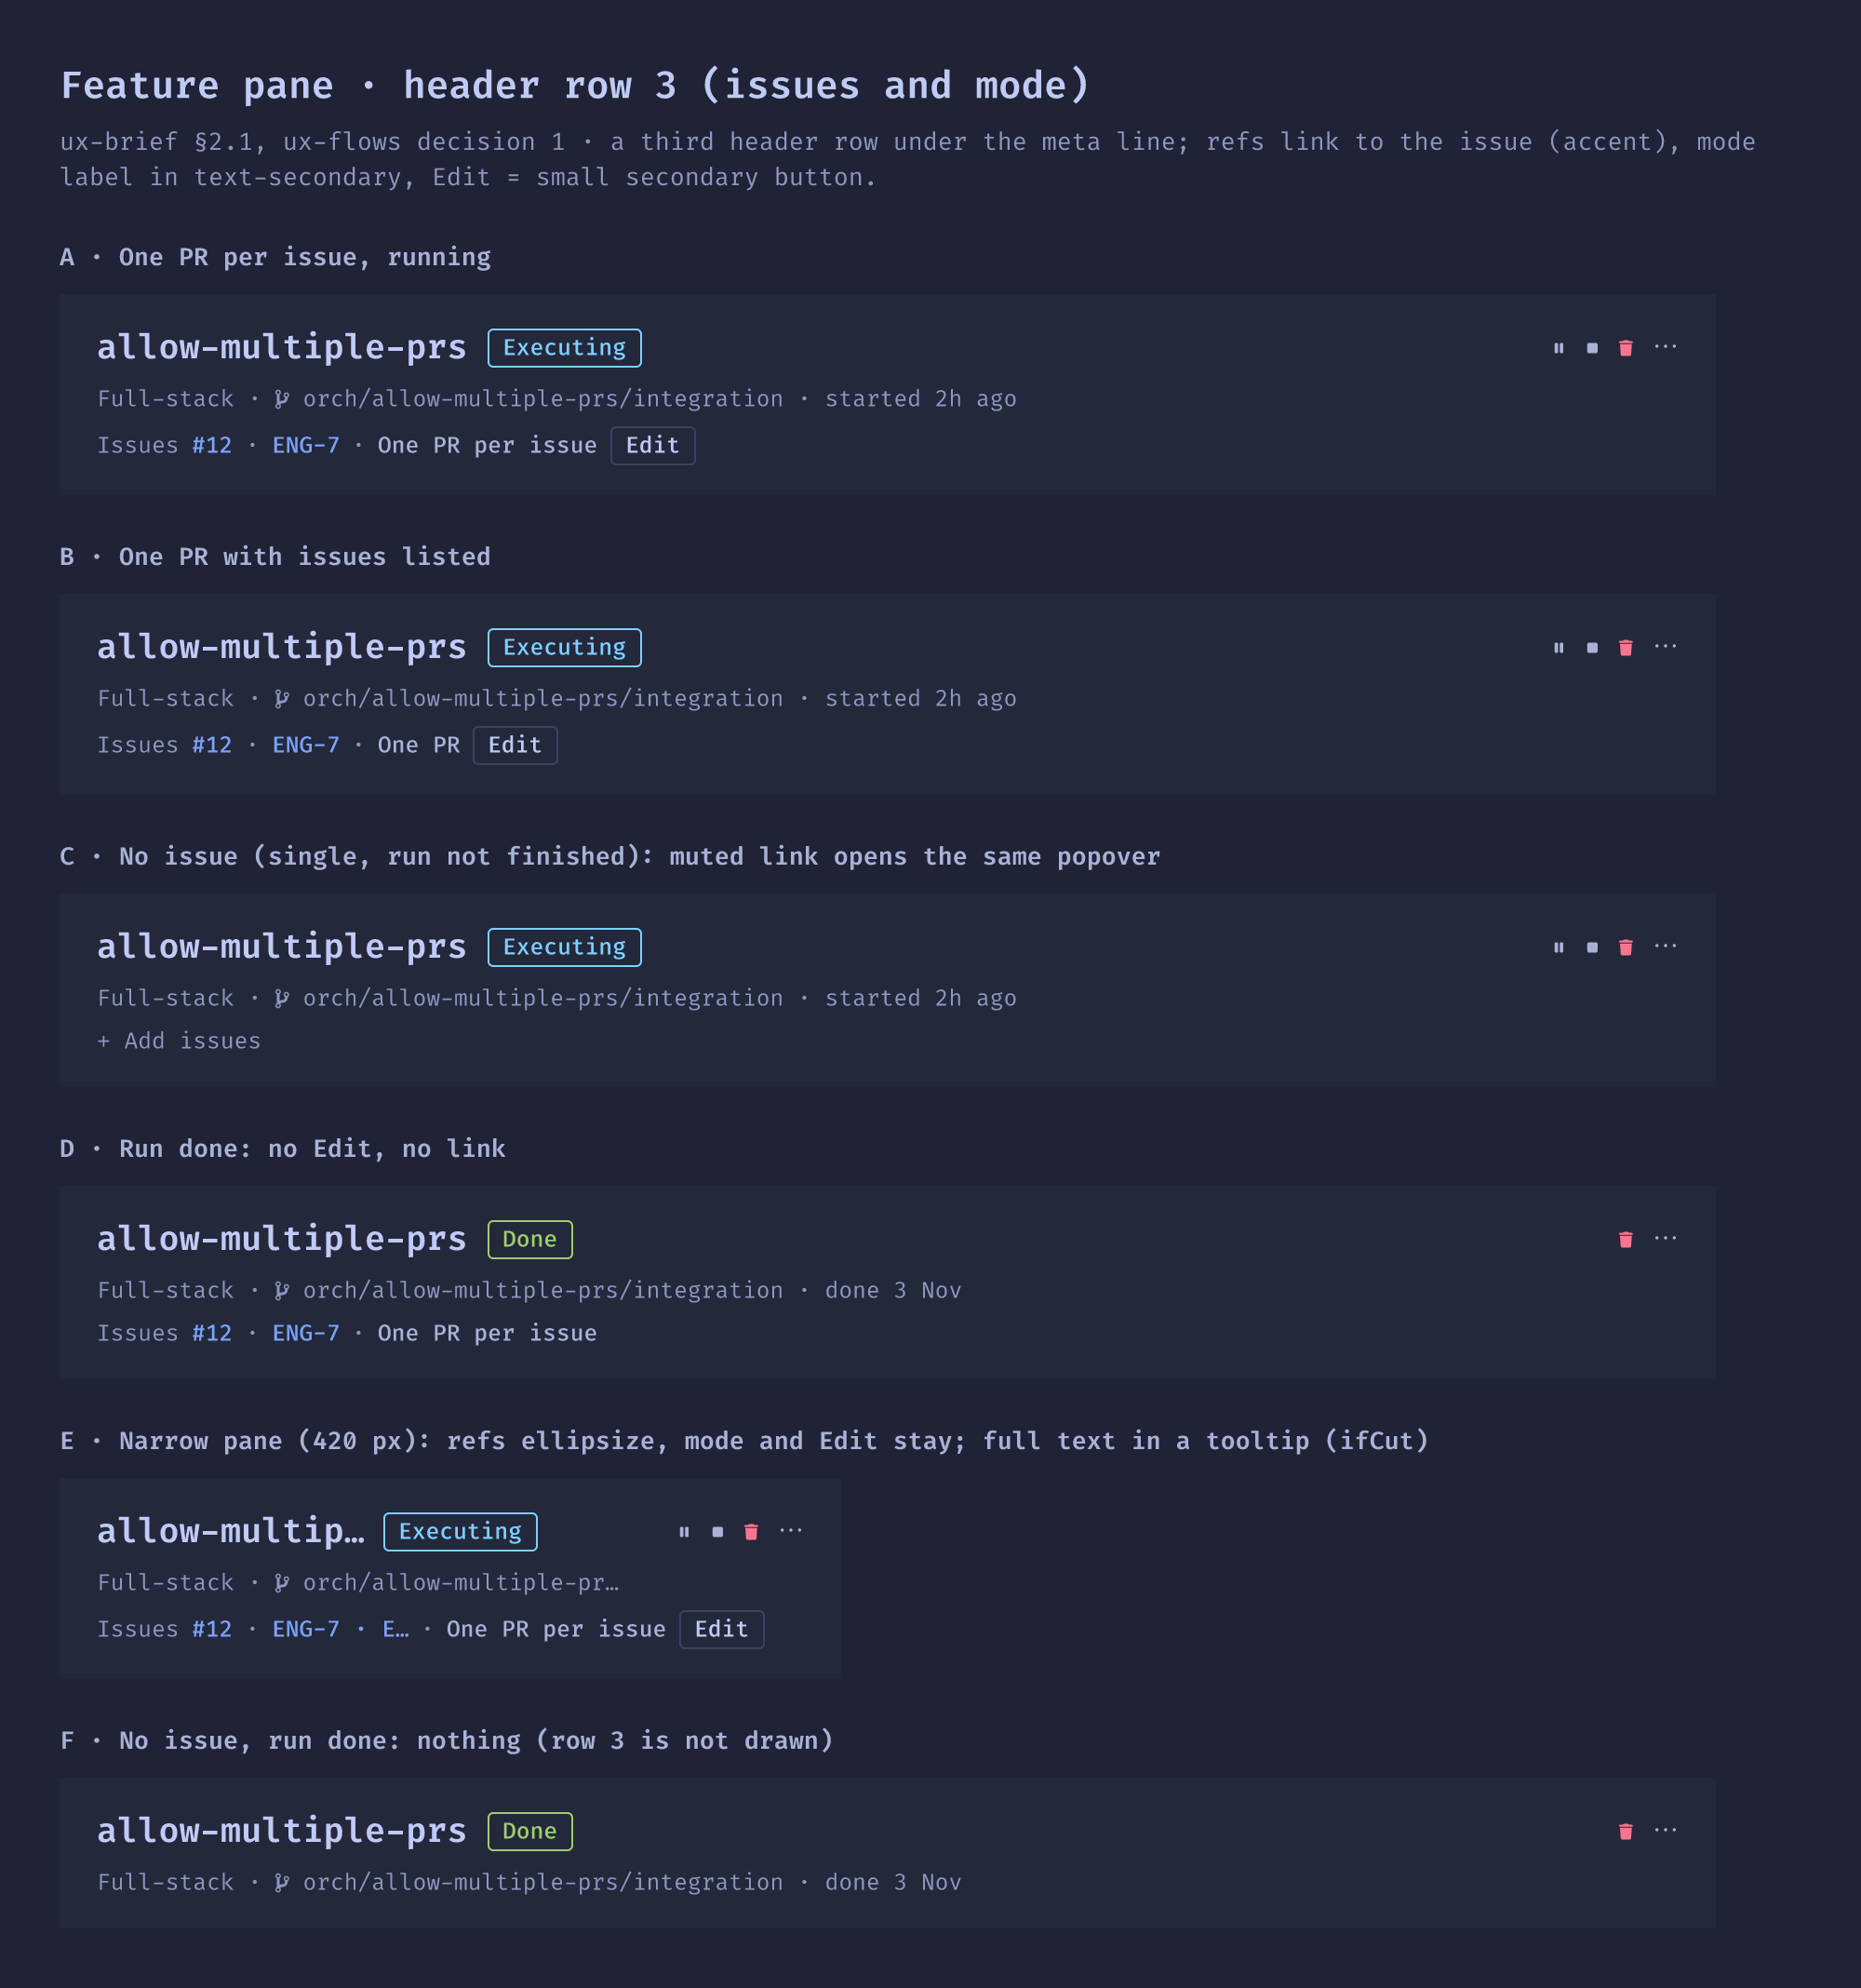 Feature pane · header row 3 (issues and mode)
ux-brief §2.1, ux-flows decision 1 · a third header row under the meta line; refs link to the issue (accent), mode
label in text-secondary, Edit = small secondary button.
A · One PR per issue, running
allow-multiple-prs Executing ···
Full-stack · orch/allow-multiple-prs/integration · started 2h ago
Issues #12 · ENG-7 · One PR per issue Edit
B · One PR with issues listed
allow-multiple-prs Executing ···
Full-stack · orch/allow-multiple-prs/integration · started 2h ago
Issues #12 · ENG-7 · One PR Edit
C · No issue (single, run not finished): muted link opens the same popover
allow-multiple-prs Executing ···
Full-stack · orch/allow-multiple-prs/integration · started 2h ago
+ Add issues
D · Run done: no Edit, no link
allow-multiple-prs Done ···
Full-stack · orch/allow-multiple-prs/integration · done 3 Nov
Issues #12 · ENG-7 · One PR per issue
E · Narrow pane (420 px): refs ellipsize, mode and Edit stay; full text in a tooltip (ifCut)
allow-multip… Executing ···
Full-stack · orch/allow-multiple-pr…
Issues #12 · ENG-7 · E… · One PR per issue Edit
F · No issue, run done: nothing (row 3 is not drawn)
allow-multiple-prs Done ···
Full-stack · orch/allow-multiple-prs/integration · done 3 Nov